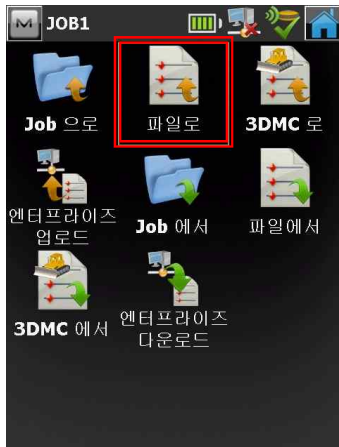 M JOB1
Job 으로
파일로
3DMC 로
엔터프라이즈
업로드
Job 에서
파일에서
3DMC 에서
엔터프라이즈
다운로드